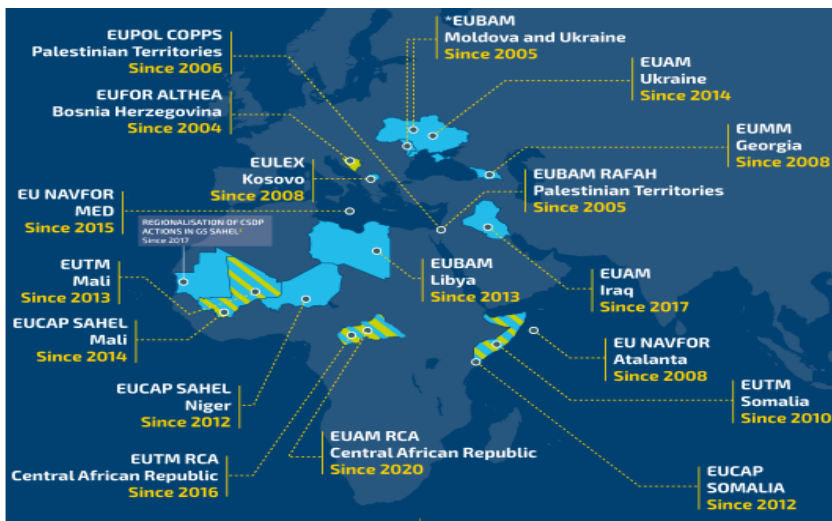 EUPOL COPPS
Palestinian Territories
Since 2006
*EUBAM
Moldova and Ukraine
Since 2005
EUAM
Ukraine
Since 2014
EUFOR ALTHEA
Bosnia Herzegovina
Since 2004
EUMM
Georgia
Since 2008
EULEX
Kosovo
Since 2008
EUBAM RAFAH
Palestinian Territories
Since 2005
EU NAVFOR
MED
Since 2015
REGIONALISATION OF CSDP
ACTIONS IN G5 SAHEL
Since 2017
EUTM
Mali
Since 2013
EUBAM
Libya
Since 2013
EUAM
Iraq
Since 2017
EUCAP SAHEL
Mali
Since 2014
EU NAVFOR
Atalanta
Since 2008
EUCAP SAHEL
Niger
Since 2012
EUTM
Somalia
Since 2010
EUAM RCA
Central African Republic
Since 2020
EUTM RCA
Central African Republic
Since 2016
EUCAP
SOMALIA
Since 2012